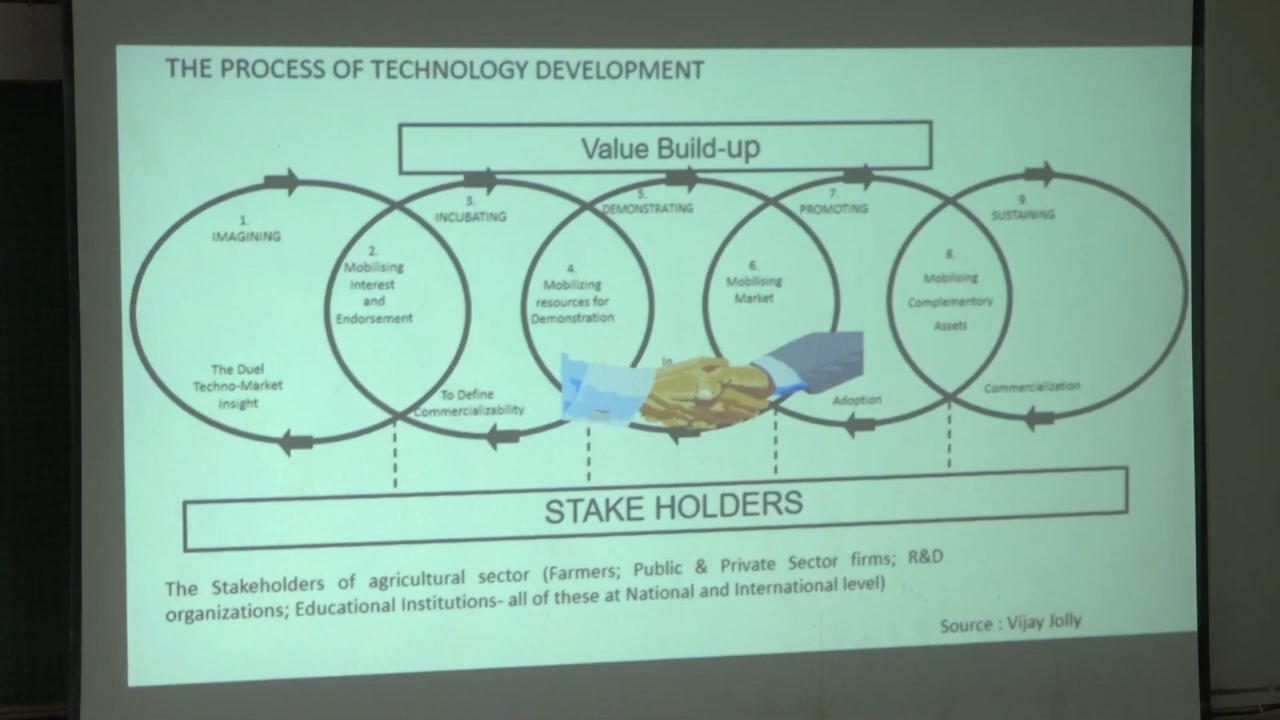 THE PROCESS OF TECHNOLOGY DEVELOPMENT
Value Build-up
1.
IMAGINING
2.
Mobilising
Interest
and
Endorsement
3.
INCUBATING
4.
Mobilizing
resources for
Demonstration
5.
DEMONSTRATING
6.
Mobilising
Market
7.
PROMOTING
8.
Mobilising
Complementory
Assets
9.
SUSTAINING
The Duel
Techno-Market
Insight
To Define
Commercializability
In
Adoption
Commercialization
STAKE HOLDERS
The Stakeholders of agricultural sector (Farmers; Public & Private Sector firms; R&D
organizations; Educational Institutions- all of these at National and International level)
Source : Vijay Jolly